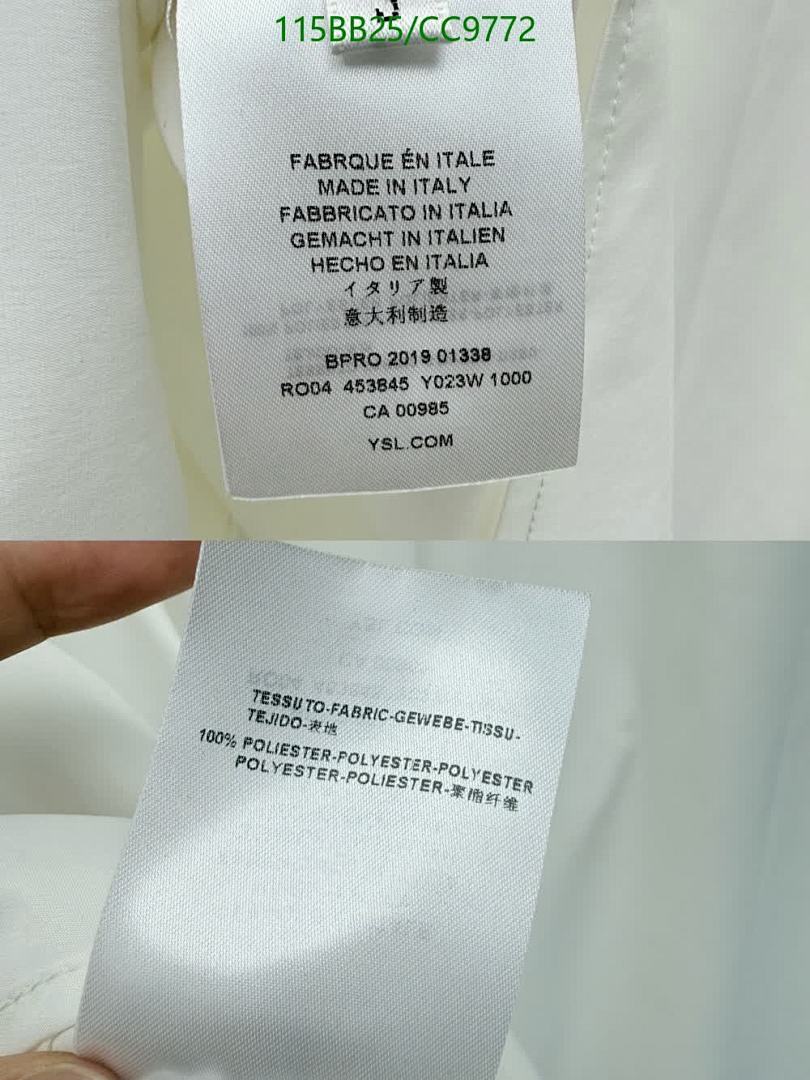 115BB25/CC9772
FABRQUE ÉN ITALE
MADE IN ITALY
FABBRICATO IN ITALIA
GEMACHT IN ITALIEN
HECHO EN ITALIA
イタリア製
意大利制造
BPRO 2019 01338
RO04 453845 Y023W 1000
CA 00985
YSL.COM
TESSUTO-FABRIC-GEWEBE-TISSU-
TEJIDO-表地
100% POLIESTER-POLYESTER-POLYESTER
POLYESTER-POLIESTER-聚脂纤维